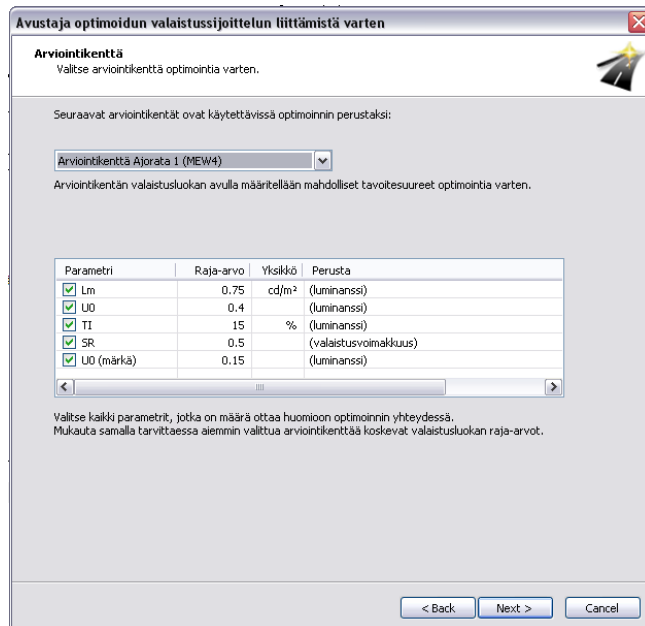 Avustaja optimoidun valaistussijoittelun liittämistä varten
Arviointikenttä
Valitse arviointikenttä optimointia varten.
Seuraavat arviointikentät ovat käytettävissä optimoinnin perustaksi:
Arviointikenttä Ajorata 1 (MEW4)
Arviointikentän valaistusluokan avulla määritellään mahdolliset tavoitesuureet optimointia varten.
Parametri Raja-arvo Yksikkö Perusta
Lm 0.75 cd/m² (luminanssi)
U0 0.4 (luminanssi)
TI 15 % (luminanssi)
SR 0.5 (valaistusvoimakkuus)
U0 (märkä) 0.15 (luminanssi)
Valitse kaikki parametrit, jotka on määrä ottaa huomioon optimoinnin yhteydessä.
Mukauta samalla tarvittaessa aiemmin valittua arviointikenttää koskevat valaistusluokan raja-arvot.
< Back Next > Cancel